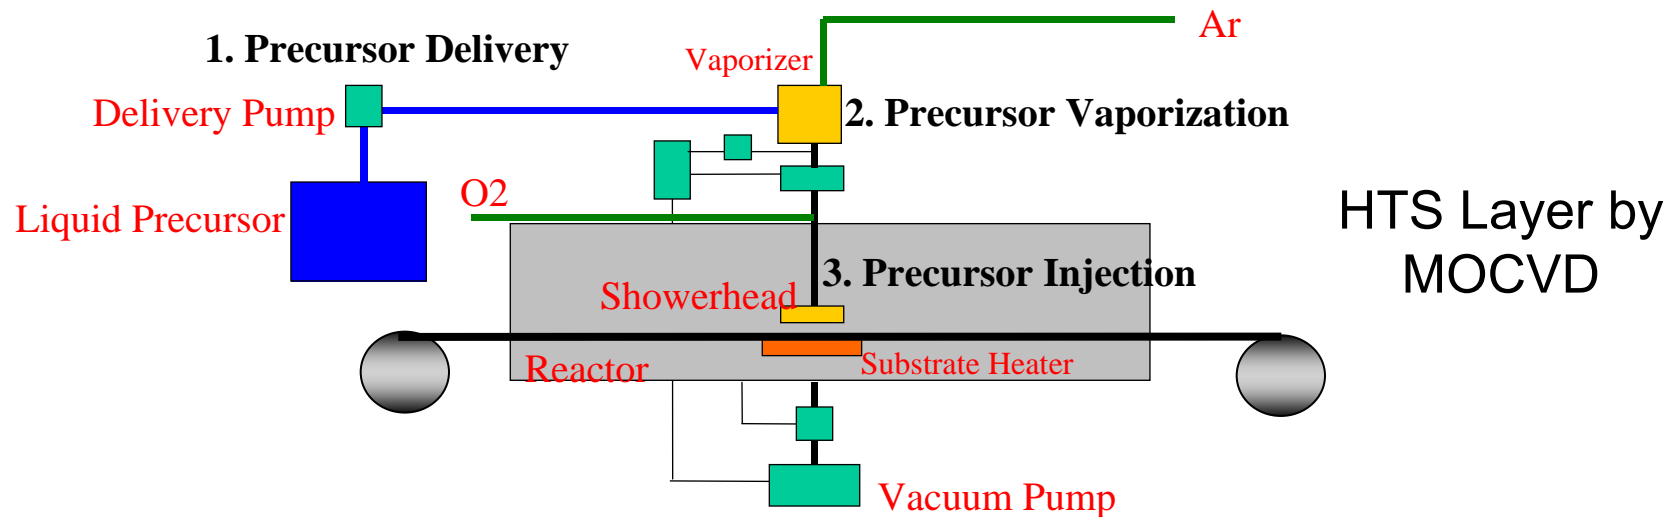 Ar
1. Precursor Delivery
Vaporizer
Delivery Pump
2. Precursor Vaporization
O2
Liquid Precursor
HTS Layer by
MOCVD
3. Precursor Injection
Showerhead
Reactor
Substrate Heater
Vacuum Pump